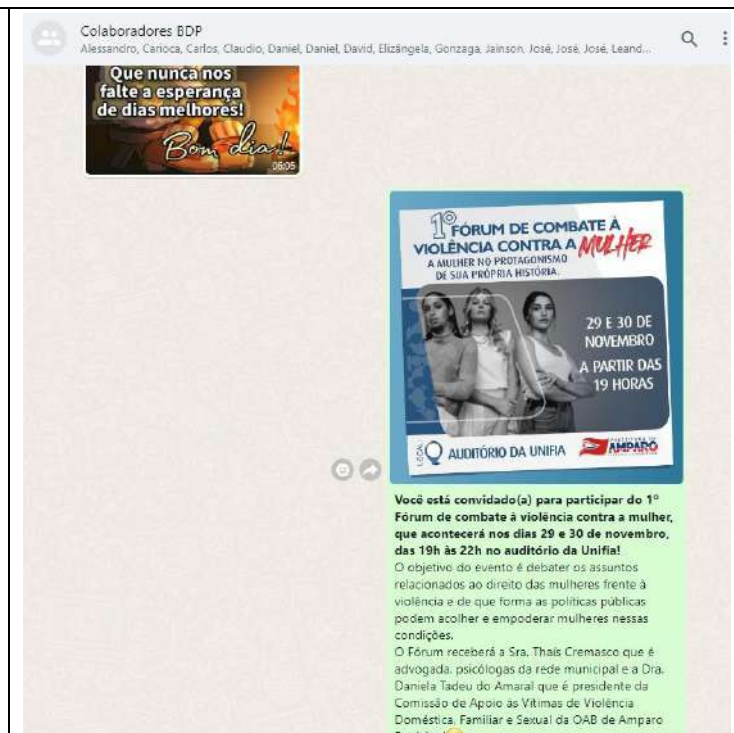 Colaboradores BDP
Alessandro, Carioca, Carlos, Claudio, Daniel, Daniel, David, Elizângela, Gonzaga, Jainson, José, José, José, Leand...
Que nunca nos
falte a esperança
de dias melhores!
Bom dia!
06:05
1º FÓRUM DE COMBATE À
VIOLÊNCIA CONTRA A MULHER
A MULHER NO PROTAGONISMO
DE SUA PRÓPRIA HISTÓRIA.
29 E 30 DE
NOVEMBRO
A PARTIR DAS
19 HORAS
LOCAL
AUDITÓRIO DA UNIFIA
PREFEITURA DE
AMPARO
Você está convidado(a) para participar do 1º
Fórum de combate à violência contra a mulher,
que acontecerá nos dias 29 e 30 de novembro,
das 19h às 22h no auditório da Unifia!
O objetivo do evento é debater os assuntos
relacionados ao direito das mulheres frente à
violência e de que forma as políticas públicas
podem acolher e empoderar mulheres nessas
condições.
O Fórum receberá a Sra. Thaís Cremasco que é
advogada, psicólogas da rede municipal e a Dra.
Daniela Tadeu do Amaral que é presidente da
Comissão de Apoio às Vítimas de Violência
Doméstica, Familiar e Sexual da OAB de Amparo